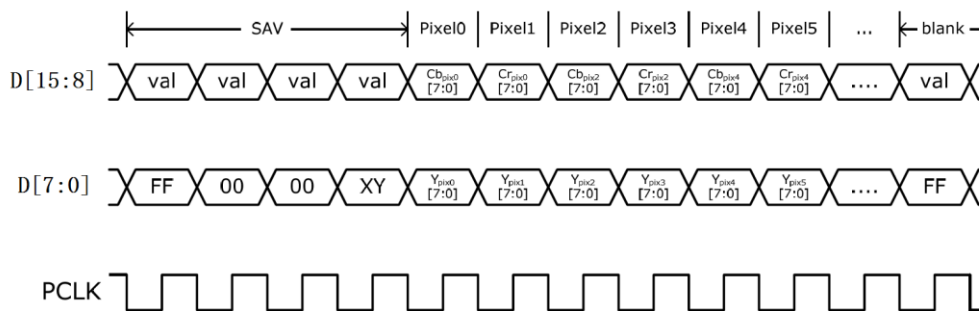 SAV Pixel0 Pixel1 Pixel2 Pixel3 Pixel4 Pixel5 ... blank
D[15:8] val val val val Cbpix0 [7:0] Crpix0 [7:0] Cbpix2 [7:0] Crpix2 [7:0] Cbpix4 [7:0] Crpix4 [7:0] .... val
D[7:0] FF 00 00 XY Ypix0 [7:0] Ypix1 [7:0] Ypix2 [7:0] Ypix3 [7:0] Ypix4 [7:0] Ypix5 [7:0] .... FF
PCLK